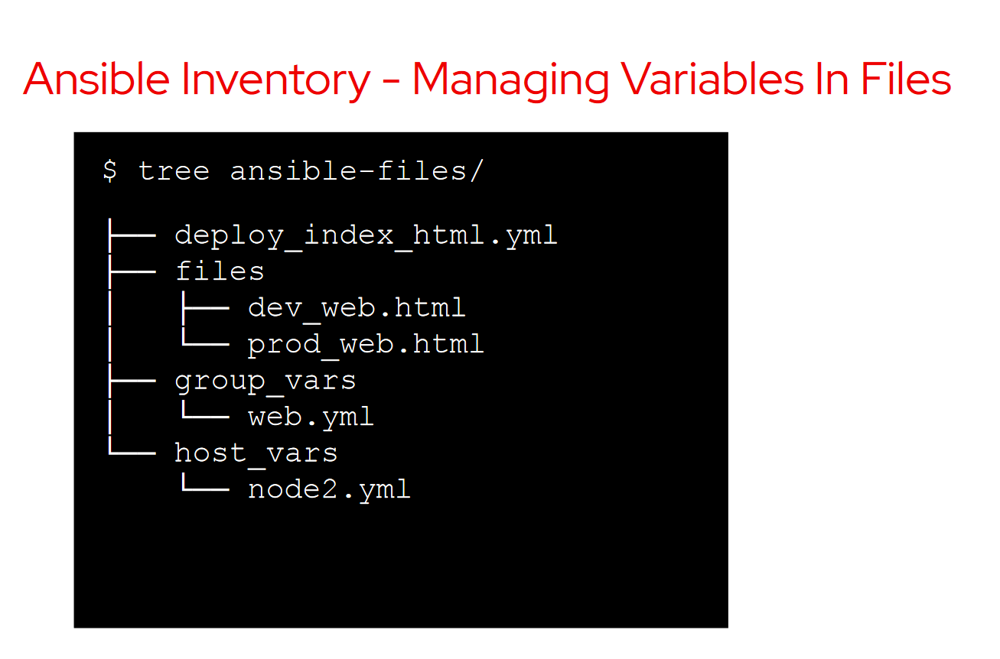 Ansible Inventory - Managing Variables In Files
$ tree ansible-files/
├── deploy_index_html.yml
├── files
│   ├── dev_web.html
│   └── prod_web.html
├── group_vars
│   └── web.yml
└── host_vars
    └── node2.yml